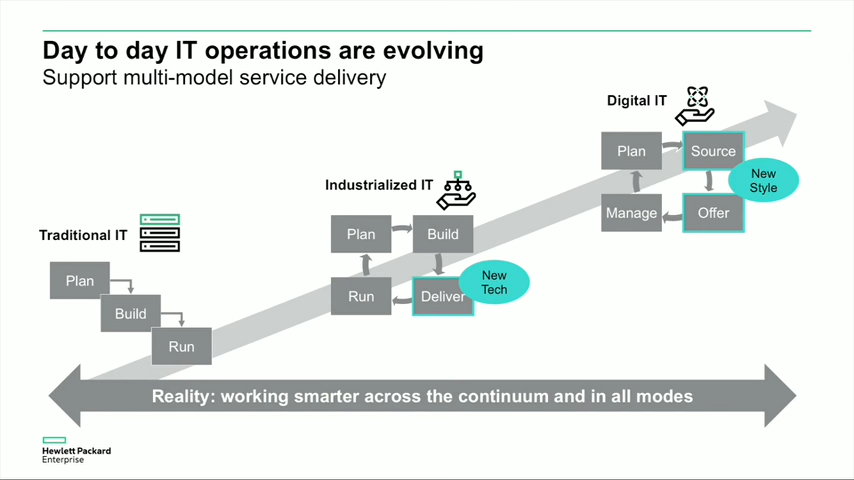 Day to day IT operations are evolving
Support multi-model service delivery
Digital IT
Plan
Source
New
Style
Manage
Offer
Industrialized IT
Plan
Build
New
Tech
Run
Deliver
Traditional IT
Plan
Build
Run
Reality: working smarter across the continuum and in all modes
Hewlett Packard
Enterprise